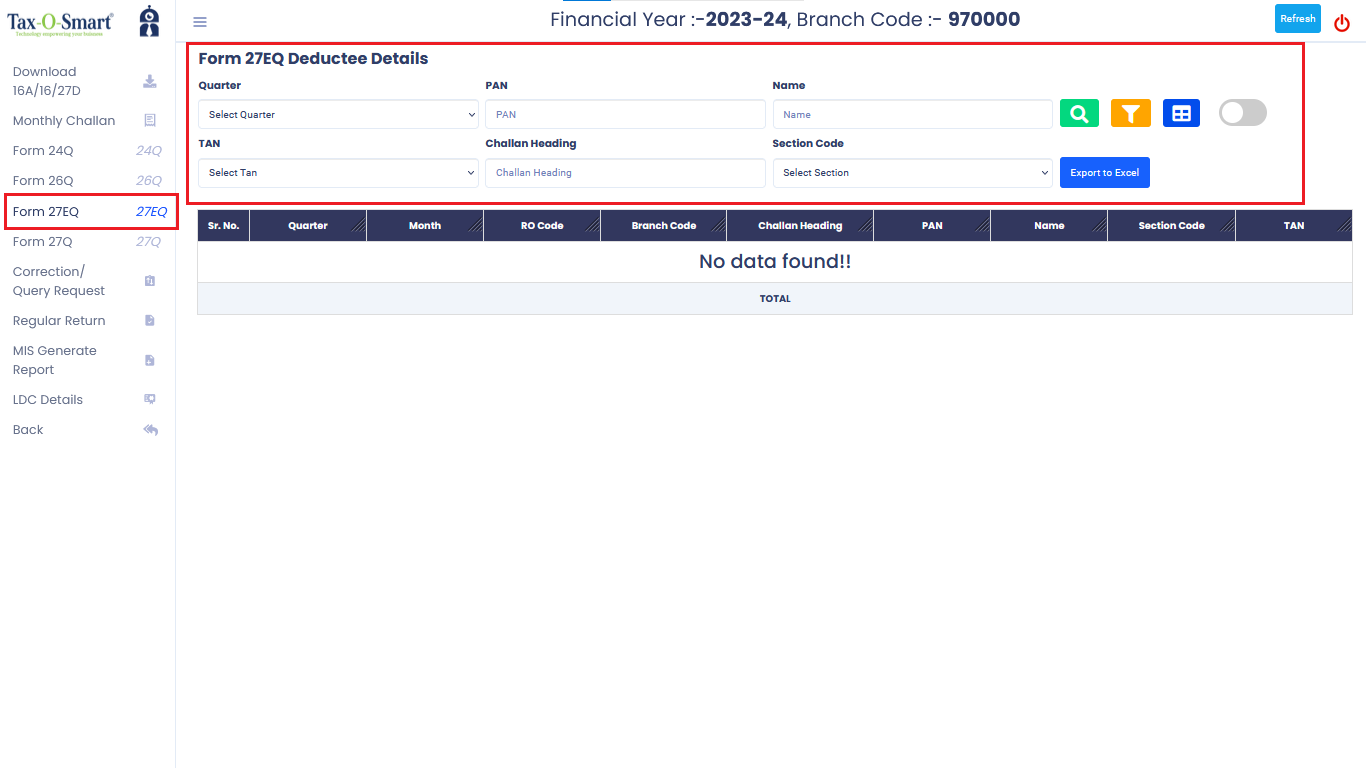 Tax-O-Smart®
Technology empowering your business
Financial Year :-2023-24, Branch Code :- 970000
Refresh
Download
16A/16/27D
Monthly Challan
Form 24Q 24Q
Form 26Q 26Q
Form 27EQ 27EQ
Form 27Q 27Q
Correction/
Query Request
Regular Return
MIS Generate
Report
LDC Details
Back
Form 27EQ Deductee Details
Quarter PAN Name
Select Quarter PAN Name
TAN Challan Heading Section Code
Select Tan Challan Heading Select Section Export to Excel
Sr. No. Quarter Month RO Code Branch Code Challan Heading PAN Name Section Code TAN
No data found!!
TOTAL